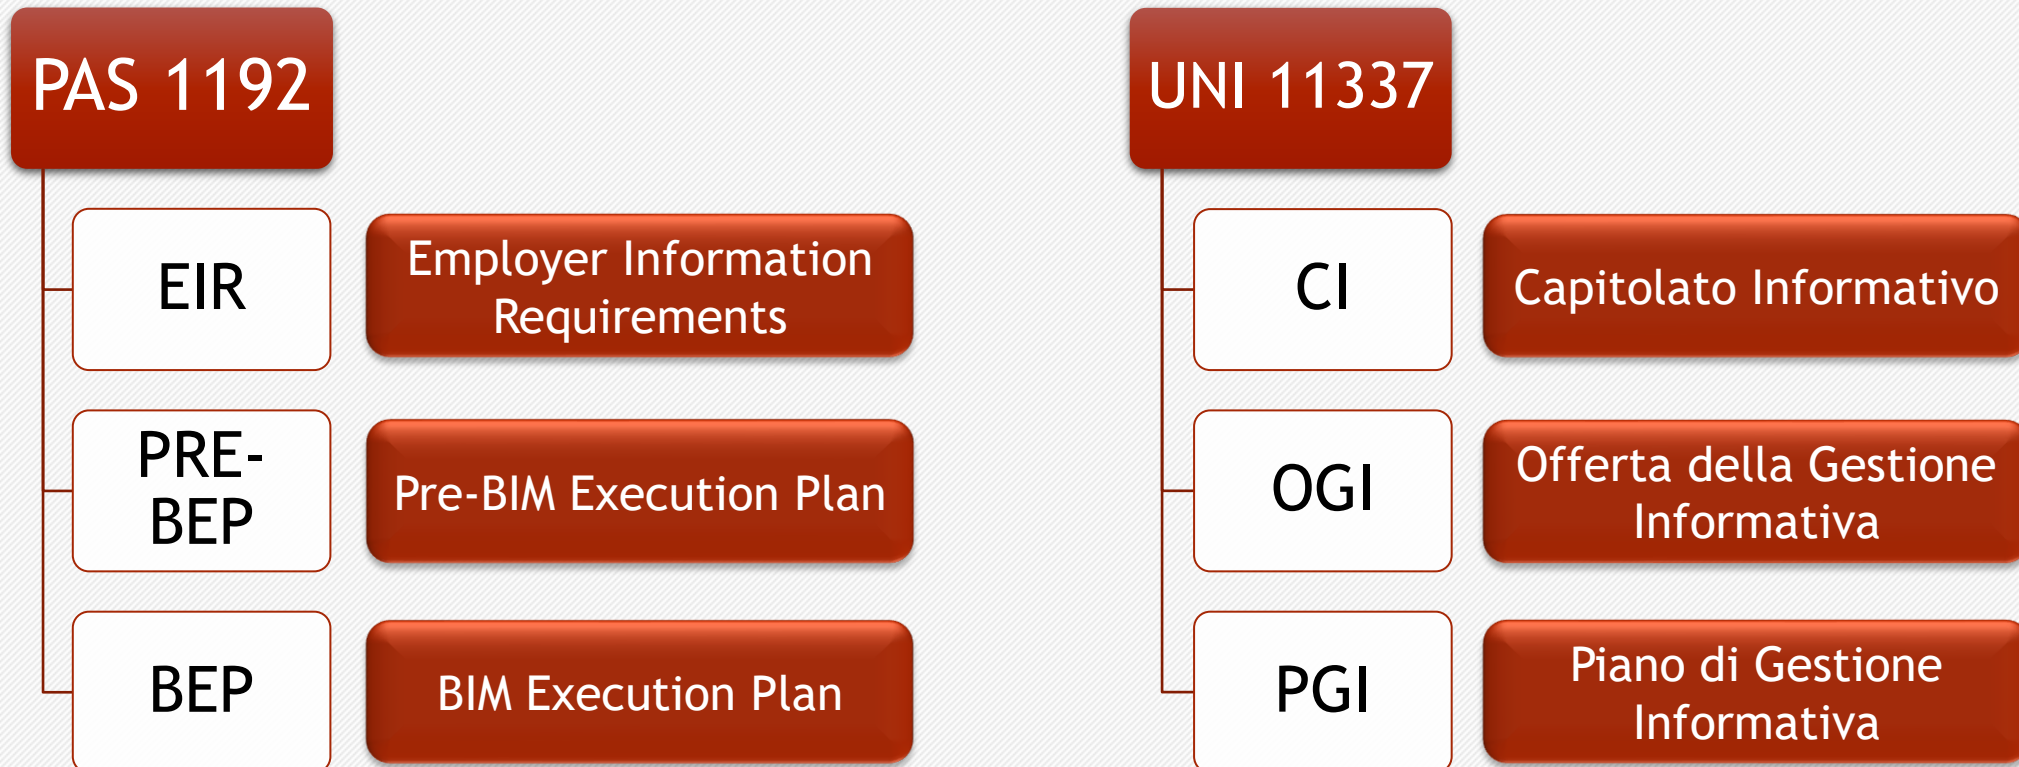 PAS 1192
EIR
Employer Information
Requirements
PRE-
BEP
Pre-BIM Execution Plan
BEP
BIM Execution Plan
UNI 11337
CI
Capitolato Informativo
OGI
Offerta della Gestione
Informativa
PGI
Piano di Gestione
Informativa